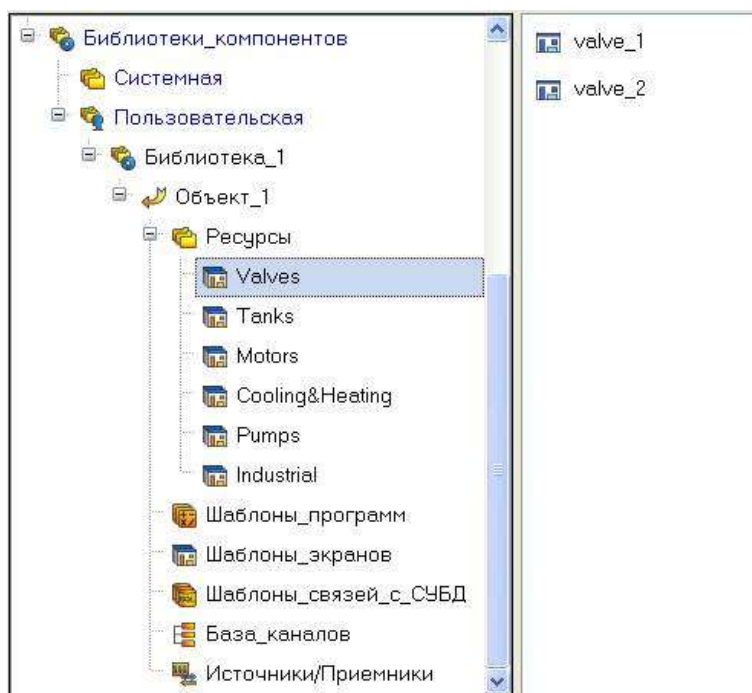 Библиотеки_компонентов
Системная
Пользовательская
Библиотека_1
Объект_1
Ресурсы
Valves
Tanks
Motors
Cooling&Heating
Pumps
Industrial
Шаблоны_программ
Шаблоны_экранов
Шаблоны_связей_с_СУБД
База_каналов
Источники/Приемники
valve_1
valve_2